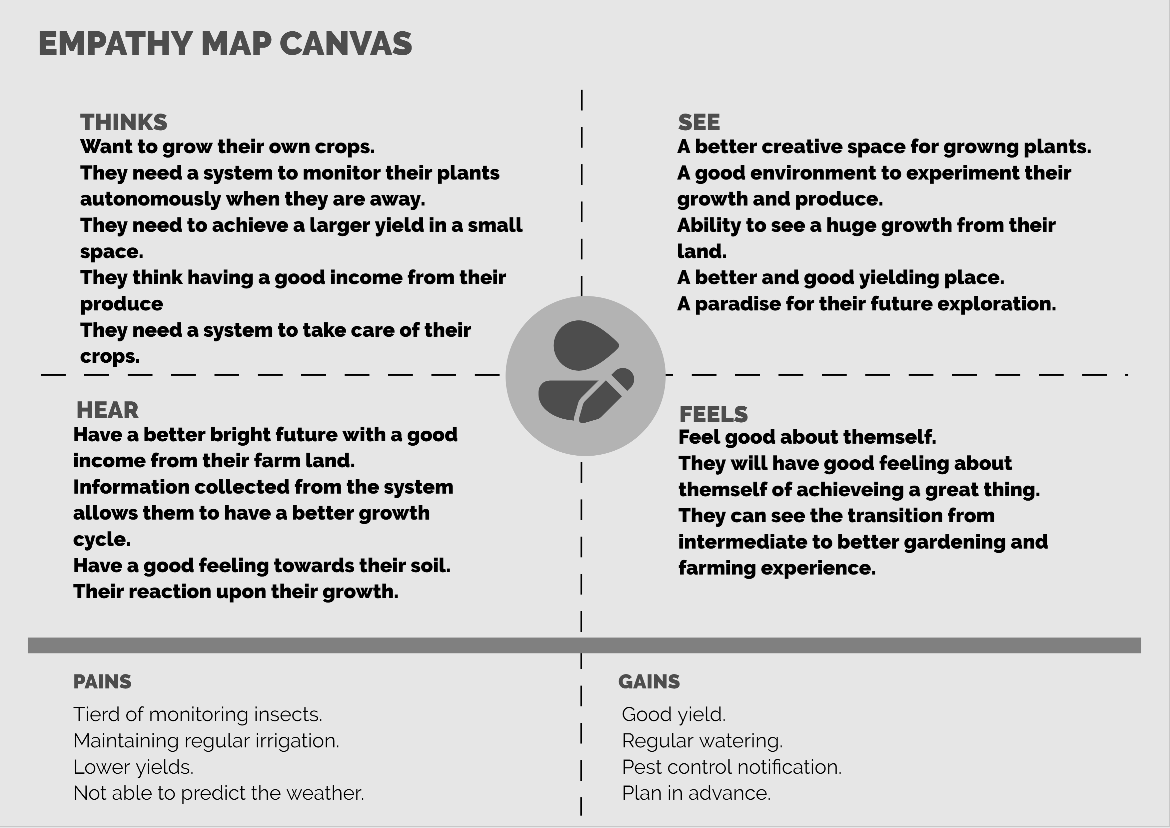 EMPATHY MAP CANVAS
THINKS
Want to grow their own crops.
They need a system to monitor their plants
autonomously when they are away.
They need to achieve a larger yield in a small
space.
They think having a good income from their
produce
They need a system to take care of their
crops.
SEE
A better creative space for growng plants.
A good environment to experiment their
growth and produce.
Ability to see a huge growth from their
land.
A better and good yielding place.
A paradise for their future exploration.
HEAR
Have a better bright future with a good
income from their farm land.
Information collected from the system
allows them to have a better growth
cycle.
Have a good feeling towards their soil.
Their reaction upon their growth.
FEELS
Feel good about themself.
They will have good feeling about
themself of achieveing a great thing.
They can see the transition from
intermediate to better gardening and
farming experience.
PAINS
Tierd of monitoring insects.
Maintaining regular irrigation.
Lower yields.
Not able to predict the weather.
GAINS
Good yield.
Regular watering.
Pest control notification.
Plan in advance.